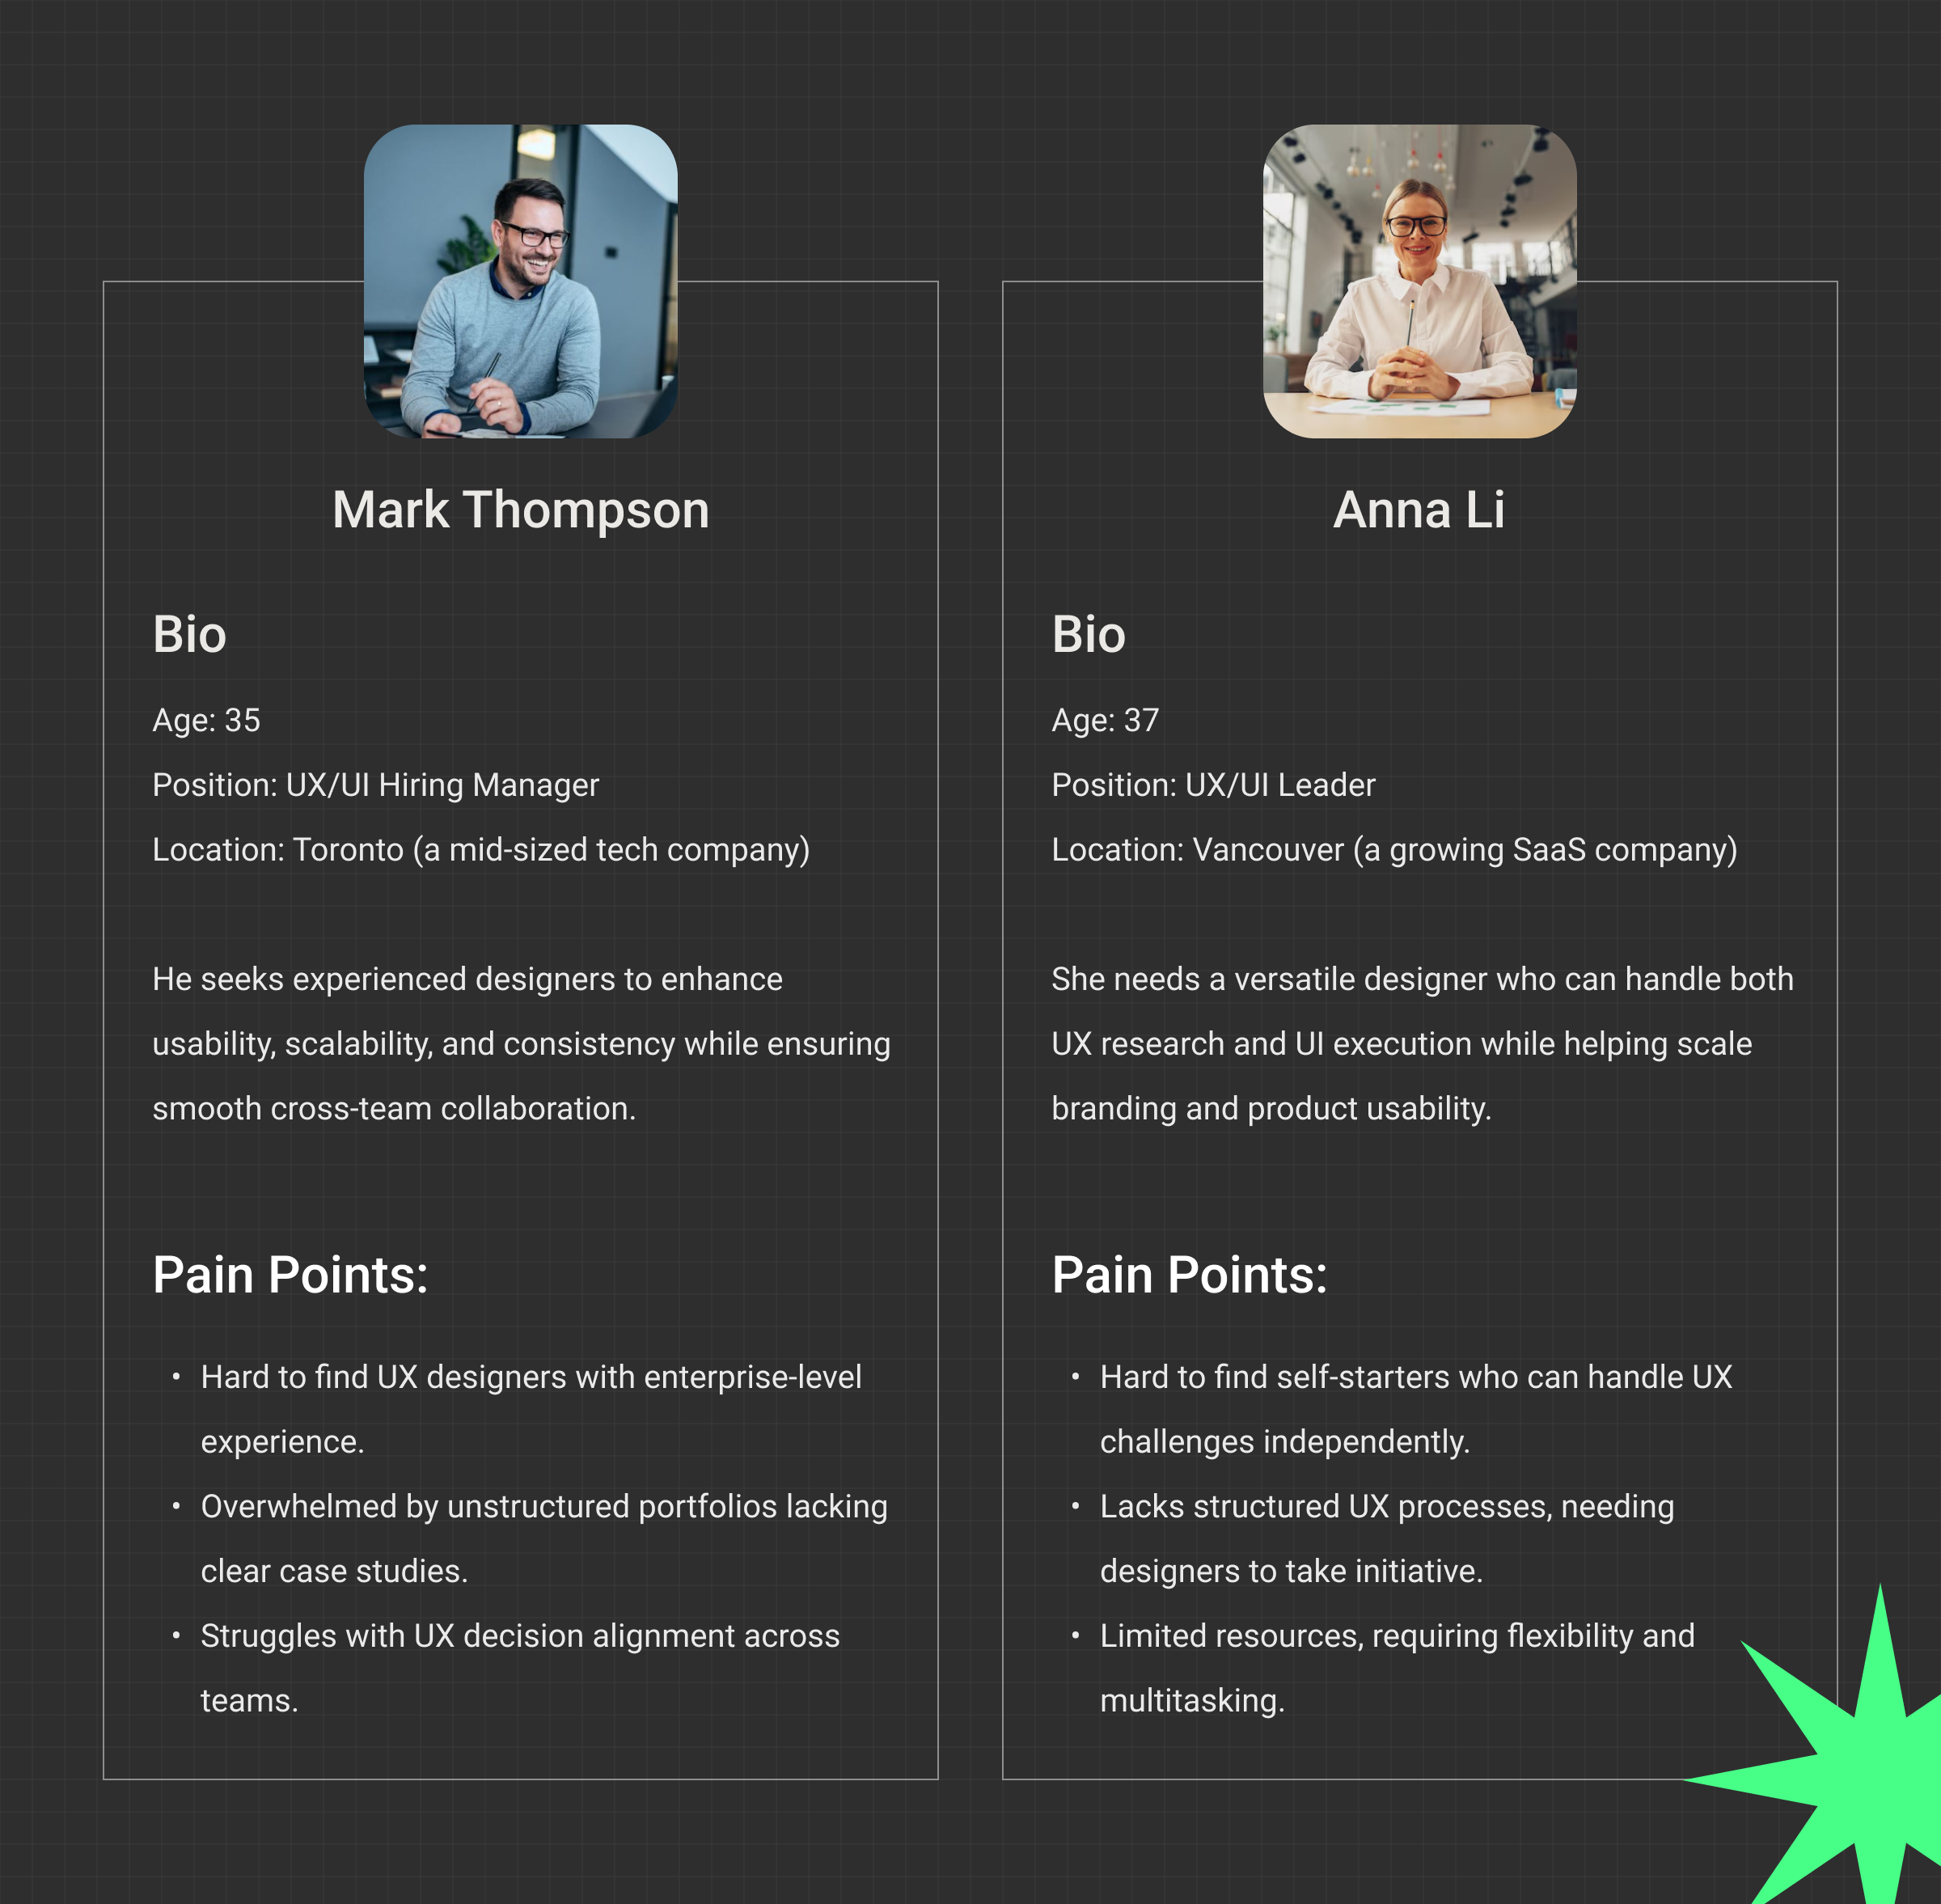 Mark Thompson
Bio
Age: 35
Position: UX/UI Hiring Manager
Location: Toronto (a mid-sized tech company)
He seeks experienced designers to enhance
usability, scalability, and consistency while ensuring
smooth cross-team collaboration.
Pain Points:
• Hard to find UX designers with enterprise-level
experience.
• Overwhelmed by unstructured portfolios lacking
clear case studies.
• Struggles with UX decision alignment across
teams.
Anna Li
Bio
Age: 37
Position: UX/UI Leader
Location: Vancouver (a growing SaaS company)
She needs a versatile designer who can handle both
UX research and UI execution while helping scale
branding and product usability.
Pain Points:
• Hard to find self-starters who can handle UX
challenges independently.
• Lacks structured UX processes, needing
designers to take initiative.
• Limited resources, requiring flexibility and
multitasking.